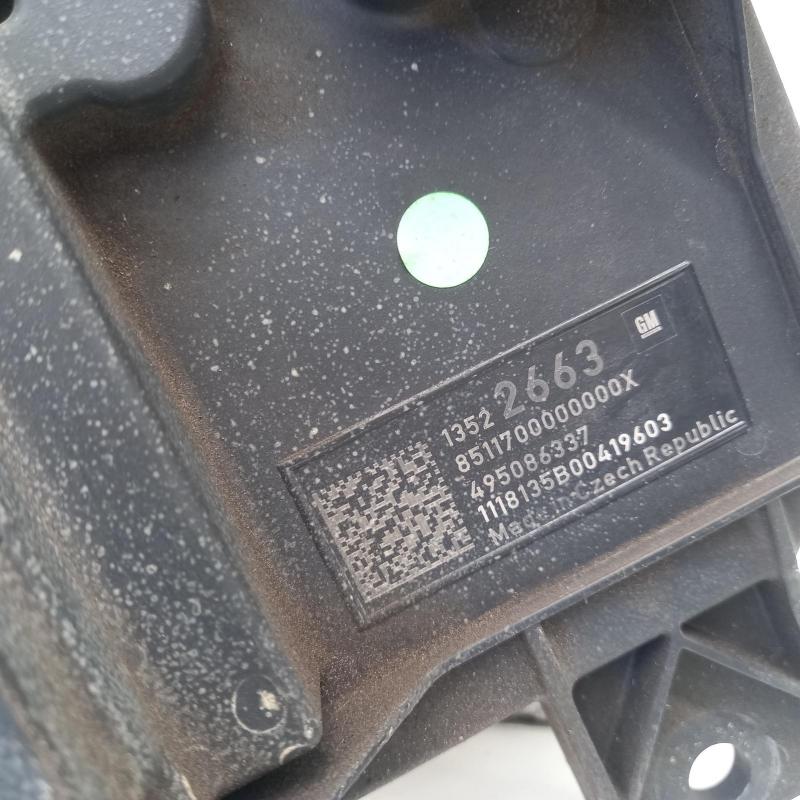 GM
1352 2663
8511700000000X
495086337
1118135B00419603
Made in Czech Republic